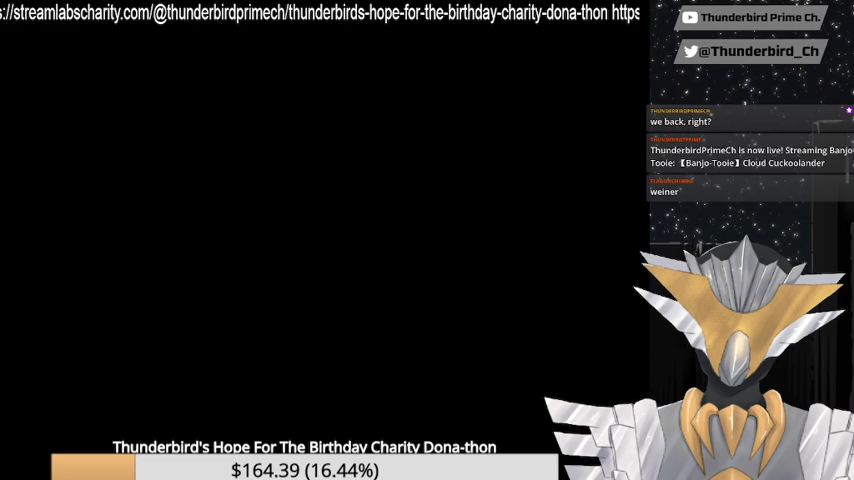 s://streamlabscharity.com/@thunderbirdprimech/thunderbirds-hope-for-the-birthday-charity-dona-thon https
Thunderbird Prime Ch.
@Thunderbird_Ch
THUNDERBIRDPRIMECH
we back, right?
ThunderbirdPrimeCh is now live! Streaming Banjo-
Tooie: 【Banjo-Tooie】Cloud Cuckoolander
weiner
Thunderbird's Hope For The Birthday Charity Dona-thon
$164.39 (16.44%)